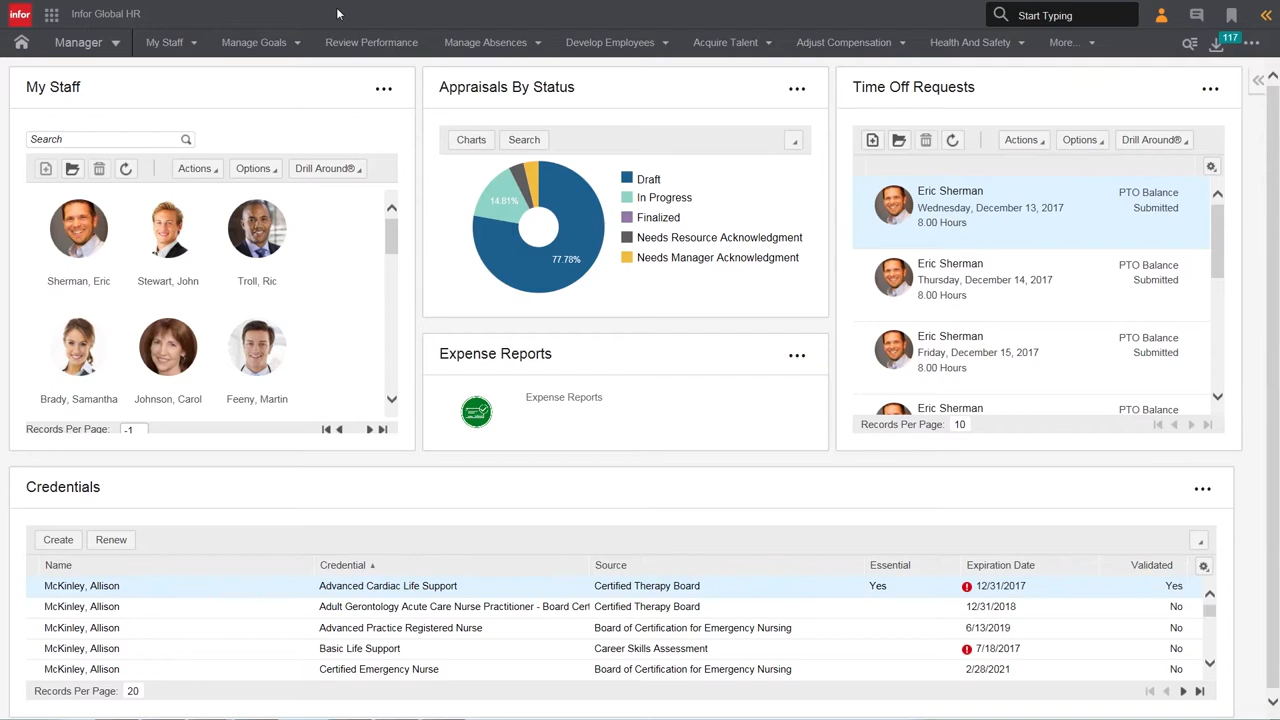 infor
Infor Global HR
Start Typing
Manager
My Staff
Manage Goals
Review Performance
Manage Absences
Develop Employees
Acquire Talent
Adjust Compensation
Health And Safety
More...
117
My Staff
Search
Actions
Options
Drill Around®
Sherman, Eric
Stewart, John
Troll, Ric
Brady, Samantha
Johnson, Carol
Feeny, Martin
Records Per Page: -1
Appraisals By Status
Charts
Search
14.81%
77.78%
Draft
In Progress
Finalized
Needs Resource Acknowledgment
Needs Manager Acknowledgment
Expense Reports
Expense Reports
Time Off Requests
Actions
Options
Drill Around®
Eric Sherman
PTO Balance
Wednesday, December 13, 2017
Submitted
8.00 Hours
Eric Sherman
PTO Balance
Thursday, December 14, 2017
Submitted
8.00 Hours
Eric Sherman
PTO Balance
Friday, December 15, 2017
Submitted
8.00 Hours
Eric Sherman
PTO Balance
Records Per Page: 10
Credentials
Create
Renew
Name Credential Source Essential Expiration Date Validated
McKinley, Allison Advanced Cardiac Life Support Certified Therapy Board Yes 12/31/2017 Yes
McKinley, Allison Adult Gerontology Acute Care Nurse Practitioner - Board Cert Certified Therapy Board 12/31/2018 No
McKinley, Allison Advanced Practice Registered Nurse Board of Certification for Emergency Nursing 6/13/2019 No
McKinley, Allison Basic Life Support Career Skills Assessment 7/18/2017 No
McKinley, Allison Certified Emergency Nurse Board of Certification for Emergency Nursing 2/28/2021 No
Records Per Page: 20